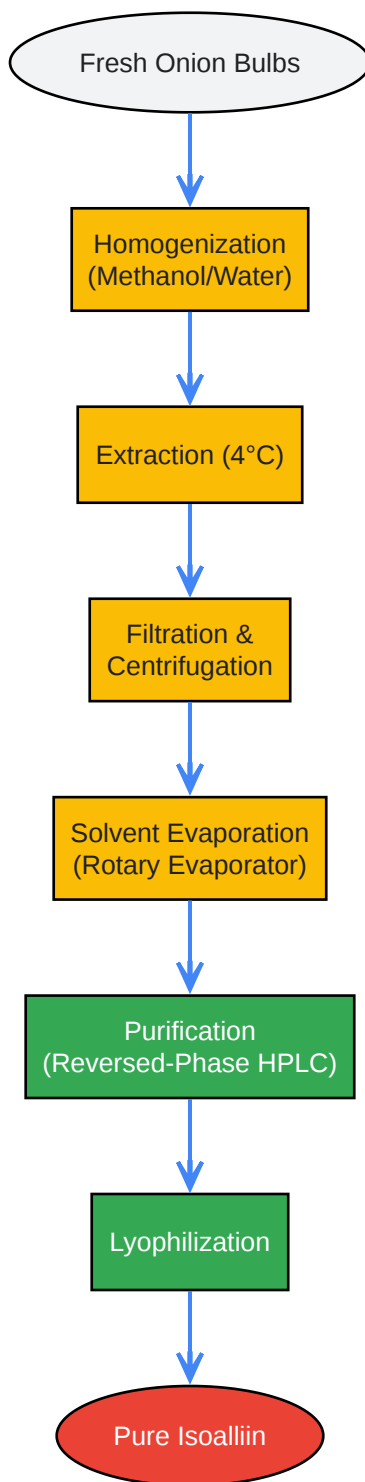 Fresh Onion Bulbs
Homogenization
(Methanol/Water)
Extraction (4°C)
Filtration &
Centrifugation
Solvent Evaporation
(Rotary Evaporator)
Purification
(Reversed-Phase HPLC)
Lyophilization
Pure Isoalliin